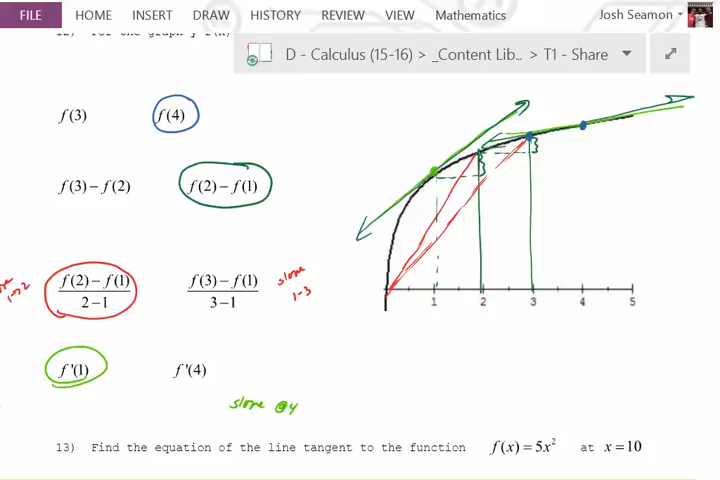 FILE HOME INSERT DRAW HISTORY REVIEW VIEW Mathematics Josh Seamon
D - Calculus (15-16) > _Content Lib... > T1 - Share
f(3) f(4)
f(3) − f(2) f(2) − f(1)
f(2) − f(1) / 2 − 1 f(3) − f(1) / 3 − 1 slope
1-3
1 2 3 4 5
f'(1) f'(4)
slope @4
13) Find the equation of the line tangent to the function f(x) = 5x² at x = 10